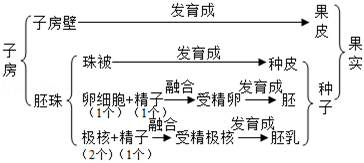 子房
子房壁
发育成
果皮
果实
胚珠
珠被
发育成
种皮
种子
卵细胞+精子
融合
受精卵
发育成
胚
(1个)
(1个)
极核+精子
融合
受精极核
发育成
胚乳
(2个)
(1个)